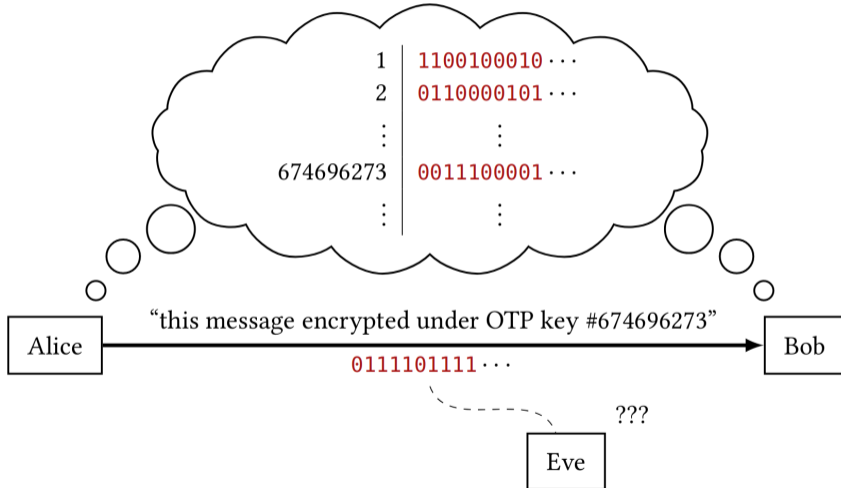 1 1100100010···
2 0110000101···
⋮ ⋮
674696273 0011100001···
⋮ ⋮
“this message encrypted under OTP key #674696273”
Alice Bob
0111101111···
???
Eve